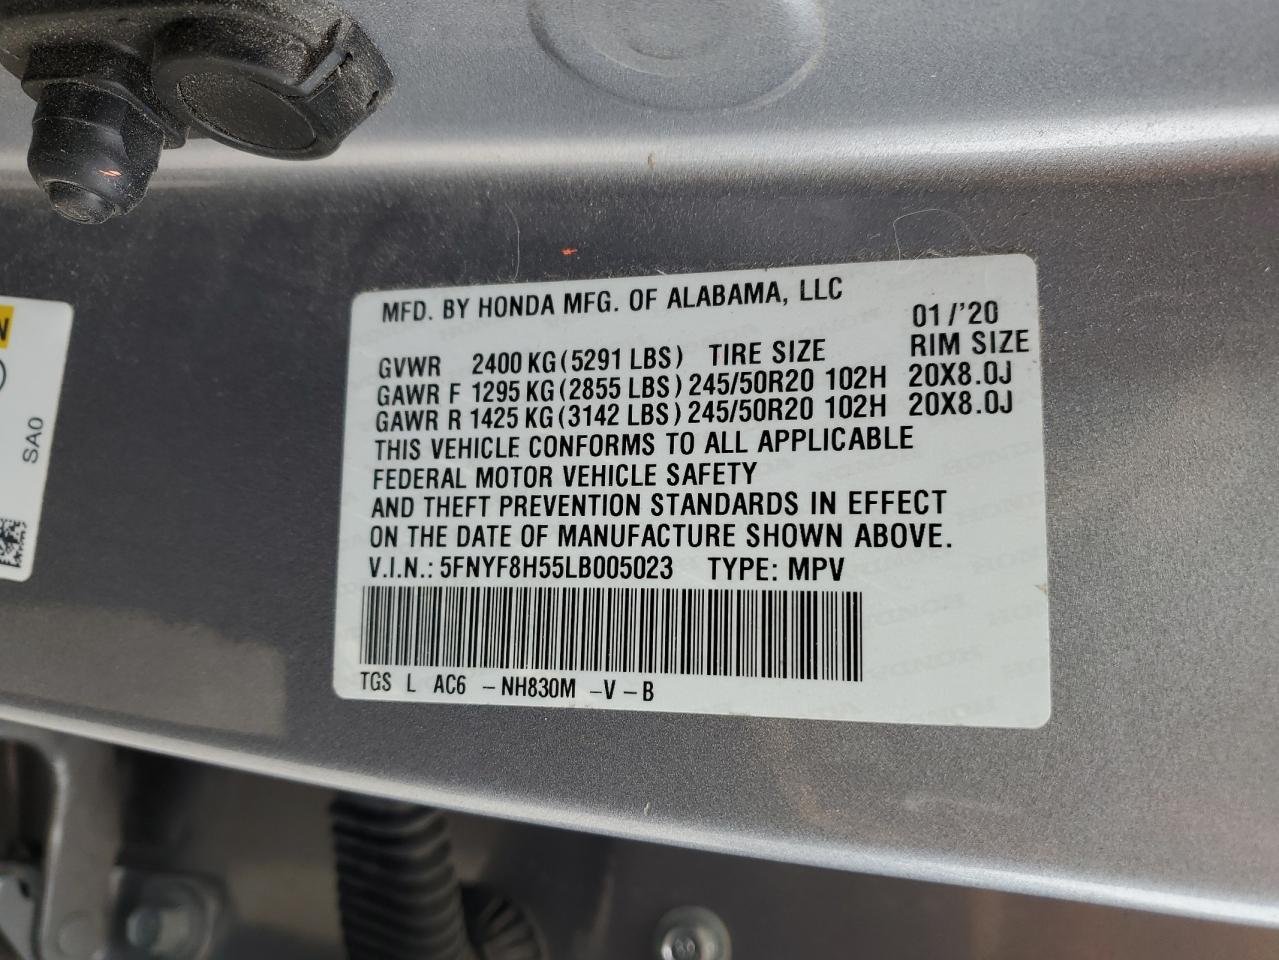 MFD. BY HONDA MFG. OF ALABAMA, LLC
01/'20
GVWR 2400 KG (5291 LBS) TIRE SIZE RIM SIZE
GAWR F 1295 KG (2855 LBS) 245/50R20 102H 20X8.0J
GAWR R 1425 KG (3142 LBS) 245/50R20 102H 20X8.0J
THIS VEHICLE CONFORMS TO ALL APPLICABLE
FEDERAL MOTOR VEHICLE SAFETY
AND THEFT PREVENTION STANDARDS IN EFFECT
ON THE DATE OF MANUFACTURE SHOWN ABOVE.
V.I.N.: 5FNYF8H55LB005023 TYPE: MPV
TGS L AC6 - NH830M - V - B
N
SA0